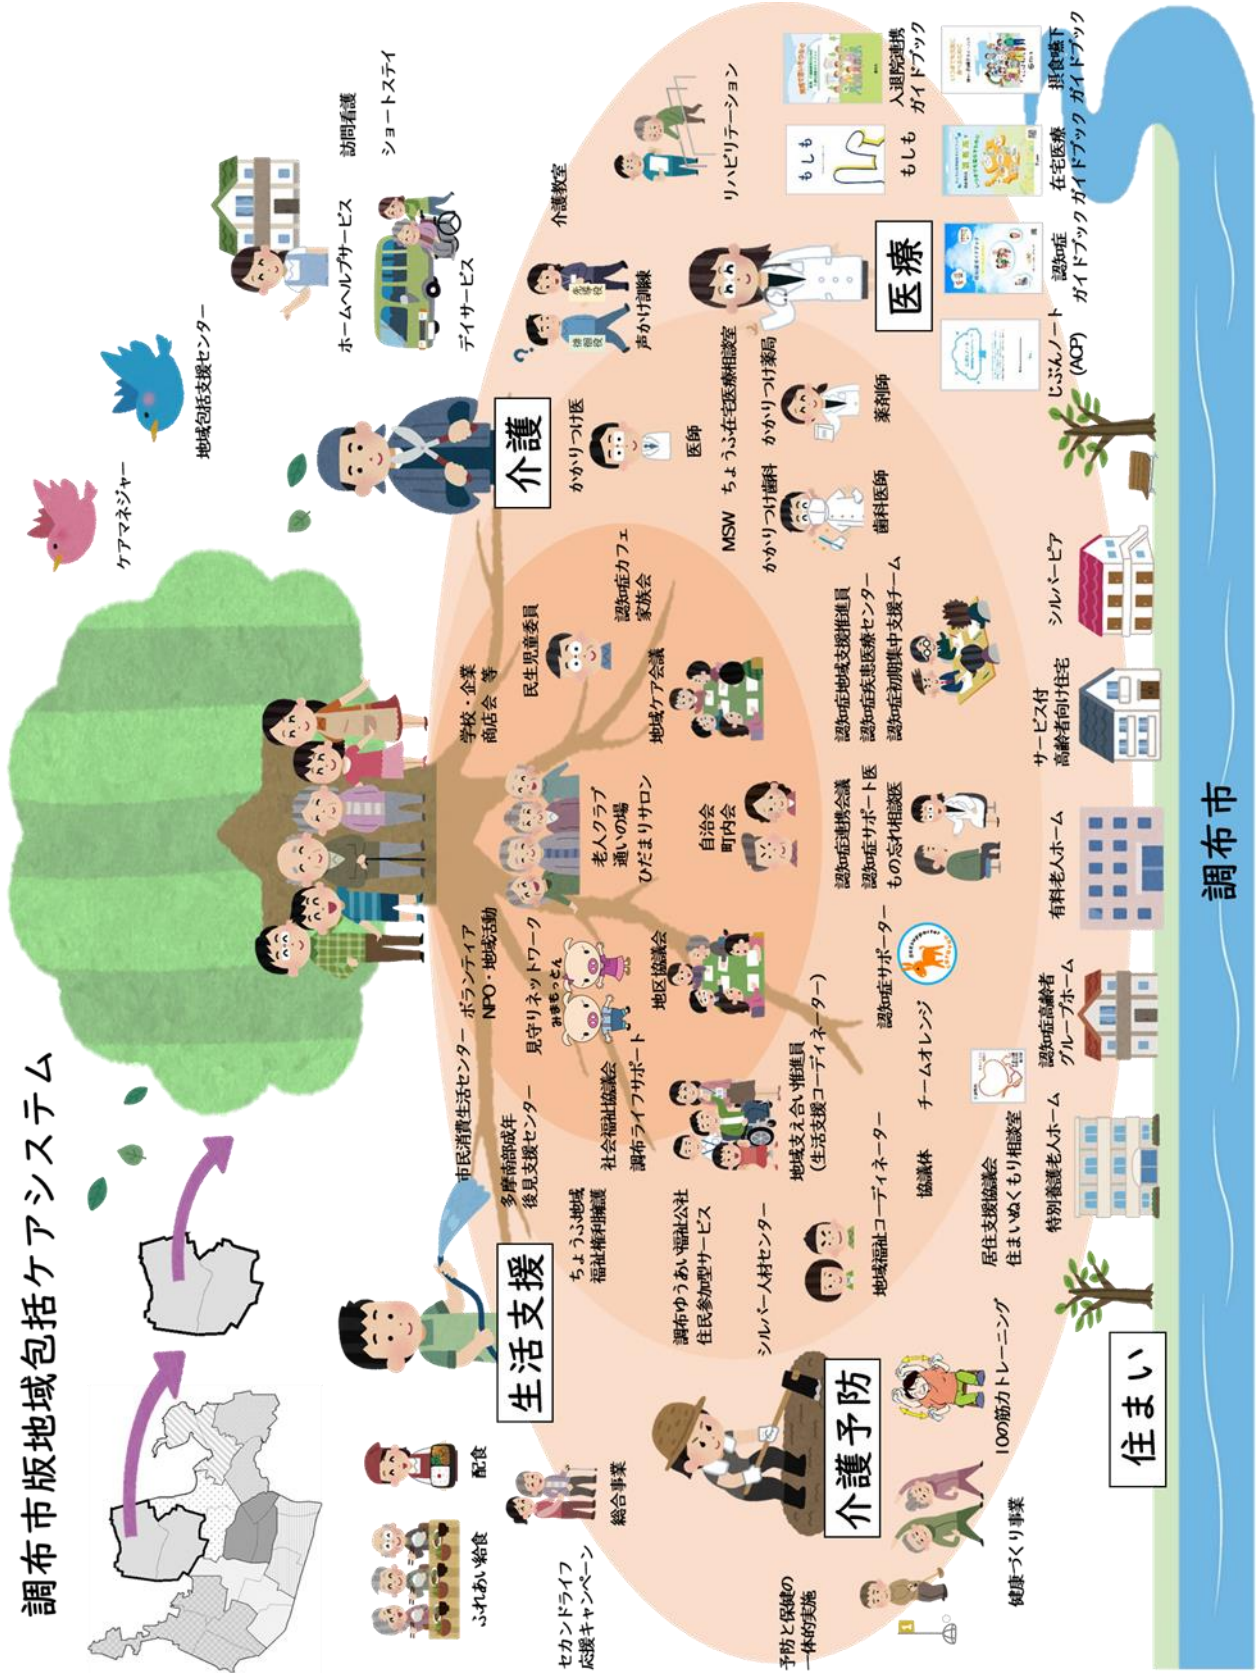 調布市版地域包括ケアシステム
ケアマネジャー
地域包括支援センター
ホームヘルプサービス
訪問看護
デイサービス
ショートステイ
ふれあい給食
配食
生活支援
介護
セカンドライフ
応援キャンペーン
総合事業
市民消費生活センター
多摩南部成年
後見支援センター
ちょうふ地域
福祉権利擁護
社会福祉協議会
調布ライフサポート
調布ゆうあい福祉公社
住民参加型サービス
シルバー人材センター
ボランティア
NPO・地域活動
見守りネットワーク
みまもっとん
地区協議会
老人クラブ
通いの場
ひだまりサロン
自治会
町内会
学校・企業
商店会 等
民生児童委員
認知症カフェ
家族会
地域ケア会議
かかりつけ医
医師
MSW
ちょうふ在宅医療相談室
かかりつけ歯科
歯科医師
かかりつけ薬局
薬剤師
介護教室
徘徊役
先導役
声かけ訓練
リハビリテーション
医療
もしも
もしも
入退院連携
ガイドブック
じぶんノート
(ACP)
認知症
ガイドブック
在宅医療
ガイドブック
摂食嚥下
ガイドブック
地域支え合い推進員
(生活支援コーディネーター)
地域福祉コーディネーター
認知症サポーター
チームオレンジ
協議体
認知症連携会議
認知症サポート医
もの忘れ相談医
認知症地域支援推進員
認知症疾患医療センター
認知症初期集中支援チーム
介護予防
予防と保健の
一体的実施
1
健康づくり事業
10の筋力トレーニング
居住支援協議会
住まいぬくもり相談室
住まい
特別養護老人ホーム
認知症高齢者
グループホーム
有料老人ホーム
サービス付
高齢者向け住宅
シルバーピア
調布市